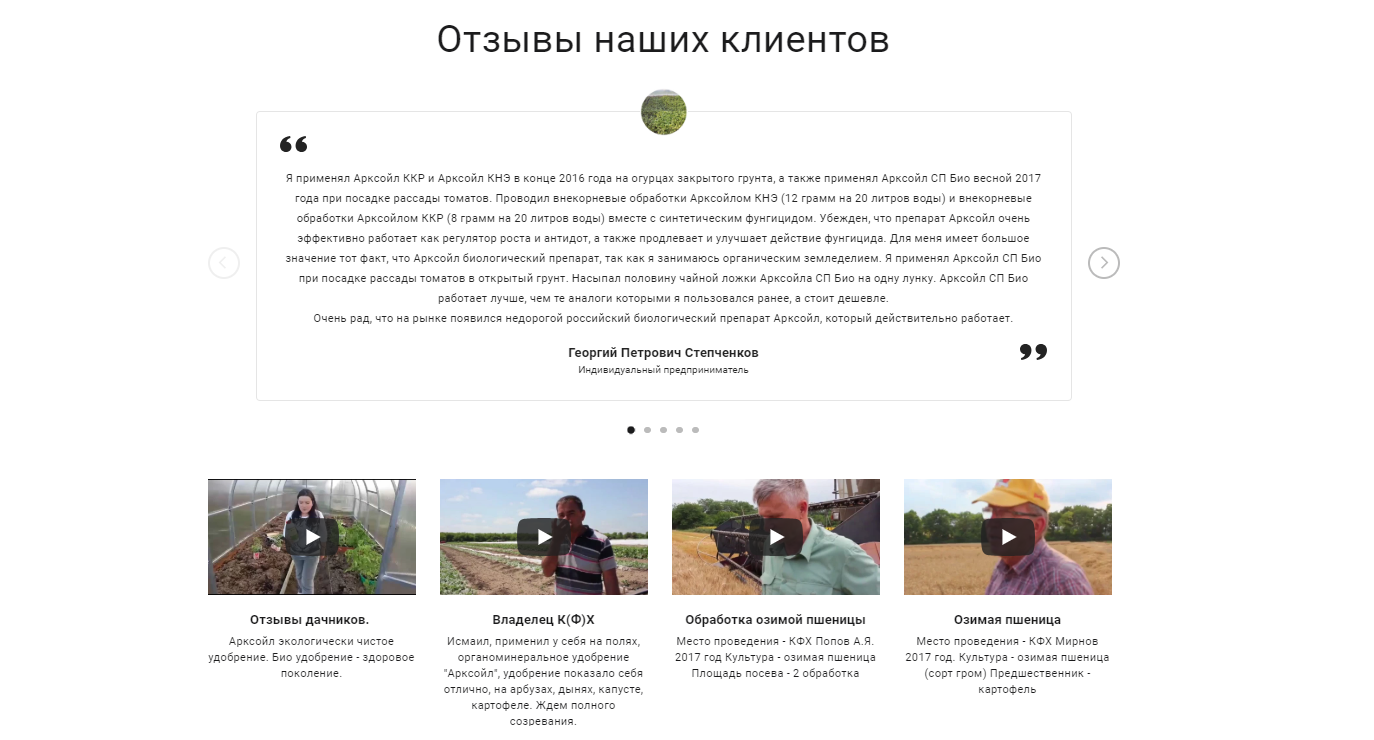 Отзывы наших клиентов
Я применял Арксойл ККР и Арксойл КНЭ в конце 2016 года на огурцах закрытого грунта, а также применял Арксойл СП Био весной 2017
года при посадке рассады томатов. Проводил внекорневые обработки Арксойлом КНЭ (12 грамм на 20 литров воды) и внекорневые
обработки Арксойлом ККР (8 грамм на 20 литров воды) вместе с синтетическим фунгицидом. Убежден, что препарат Арксойл очень
эффективно работает как регулятор роста и антидот, а также продлевает и улучшает действие фунгицида. Для меня имеет большое
значение тот факт, что Арксойл биологический препарат, так как я занимаюсь органическим земледелием. Я применял Арксойл СП Био
при посадке рассады томатов в открытый грунт. Насыпал половину чайной ложки Арксойла СП Био на одну лунку. Арксойл СП Био
работает лучше, чем те аналоги которыми я пользовался ранее, а стоит дешевле.
Очень рад, что на рынке появился недорогой российский биологический препарат Арксойл, который действительно работает.
Георгий Петрович Степченков
Индивидуальный предприниматель
Отзывы дачников.
Арксойл экологически чистое
удобрение. Био удобрение - здоровое
поколение.
Владелец К(Ф)Х
Исмаил, применил у себя на полях,
органоминеральное удобрение
"Арксойл", удобрение показало себя
отлично, на арбузах, дынях, капусте,
картофеле. Ждем полного
созревания.
Обработка озимой пшеницы
Место проведения - КФХ Попов А.Я.
2017 год Культура - озимая пшеница
Площадь посева - 2 обработка
Озимая пшеница
Место проведения - КФХ Мирнов
2017 год. Культура - озимая пшеница
(сорт гром) Предшественник -
картофель